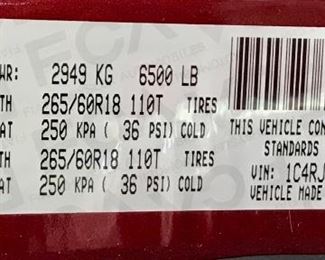 WR: 2949 KG 6500 LB
TH 265/60R18 110T TIRES
AT 250 KPA ( 36 PSI) COLD
TH 265/60R18 110T TIRES
AT 250 KPA ( 36 PSI) COLD
THIS VEHICLE CON
STANDARDS
VIN: 1C4RJ
VEHICLE MADE